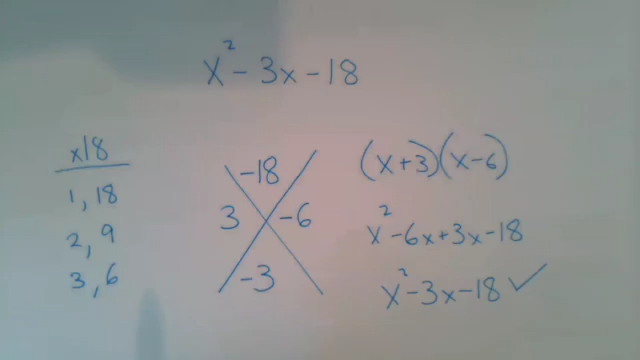 x² - 3x - 18
x18
1, 18
2, 9
3, 6
-18
3 -6
-3
(x+3)(x-6)
x² - 6x + 3x - 18
x² - 3x - 18 ✓